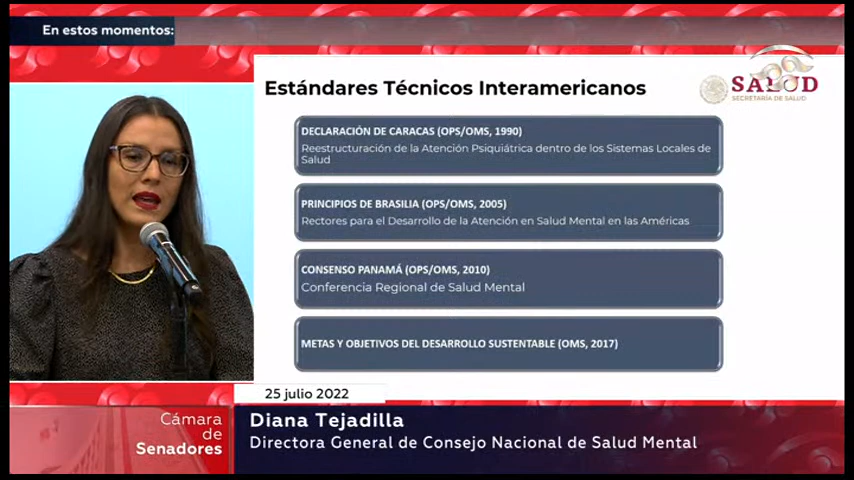 En estos momentos:
Estándares Técnicos Interamericanos
SALUD
SECRETARÍA DE SALUD
DECLARACIÓN DE CARACAS (OPS/OMS, 1990)
Reestructuración de la Atención Psiquiátrica dentro de los Sistemas Locales de
Salud
PRINCIPIOS DE BRASILIA (OPS/OMS, 2005)
Rectores para el Desarrollo de la Atención en Salud Mental en las Américas
CONSENSO PANAMÁ (OPS/OMS, 2010)
Conferencia Regional de Salud Mental
METAS Y OBJETIVOS DEL DESARROLLO SUSTENTABLE (OMS, 2017)
25 julio 2022
Cámara
de
Senadores
Diana Tejadilla
Directora General de Consejo Nacional de Salud Mental